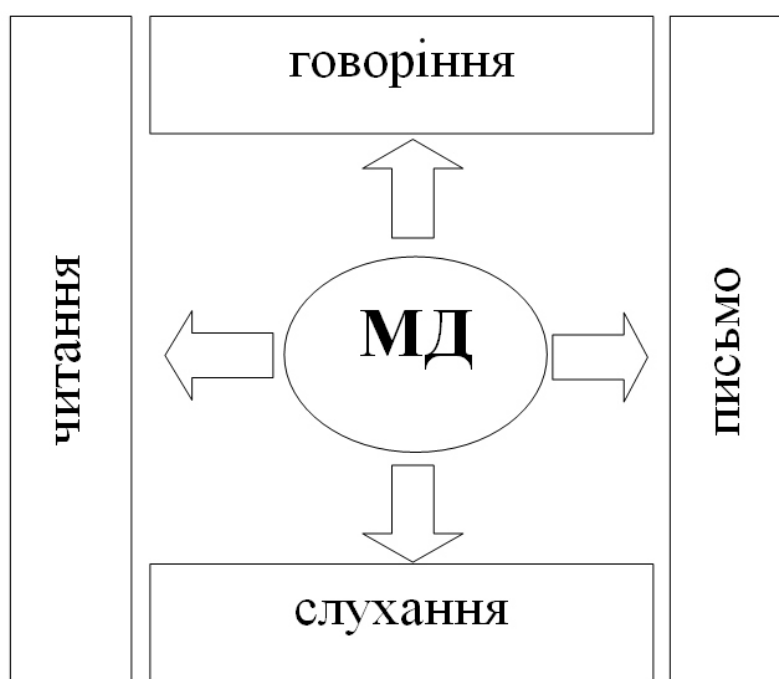 говоріння
читання
МД
письмо
слухання